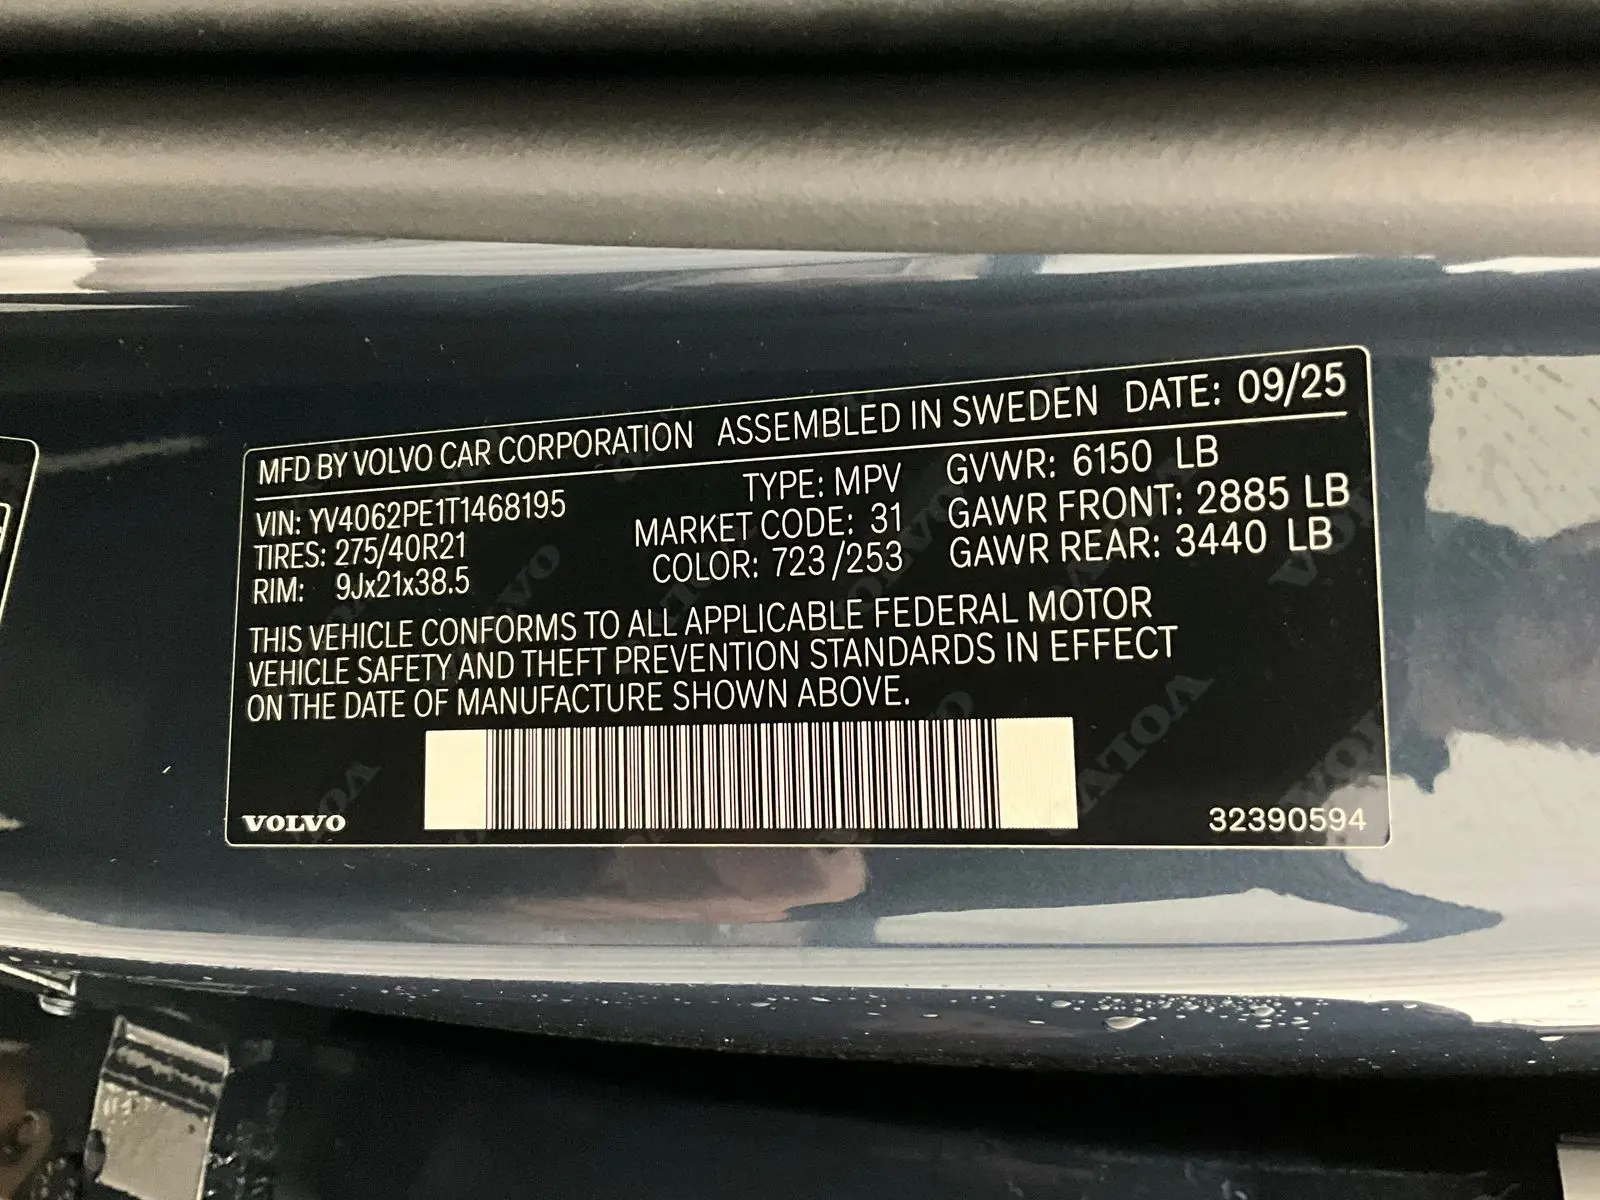 MFD BY VOLVO CAR CORPORATION ASSEMBLED IN SWEDEN DATE: 09/25
VIN: YV4062PE1T1468195 TYPE: MPV GVWR: 6150 LB
TIRES: 275/40R21 MARKET CODE: 31 GAWR FRONT: 2885 LB
RIM: 9Jx21x38.5 COLOR: 723/253 GAWR REAR: 3440 LB
THIS VEHICLE CONFORMS TO ALL APPLICABLE FEDERAL MOTOR
VEHICLE SAFETY AND THEFT PREVENTION STANDARDS IN EFFECT
ON THE DATE OF MANUFACTURE SHOWN ABOVE.
VOLVO 32390594